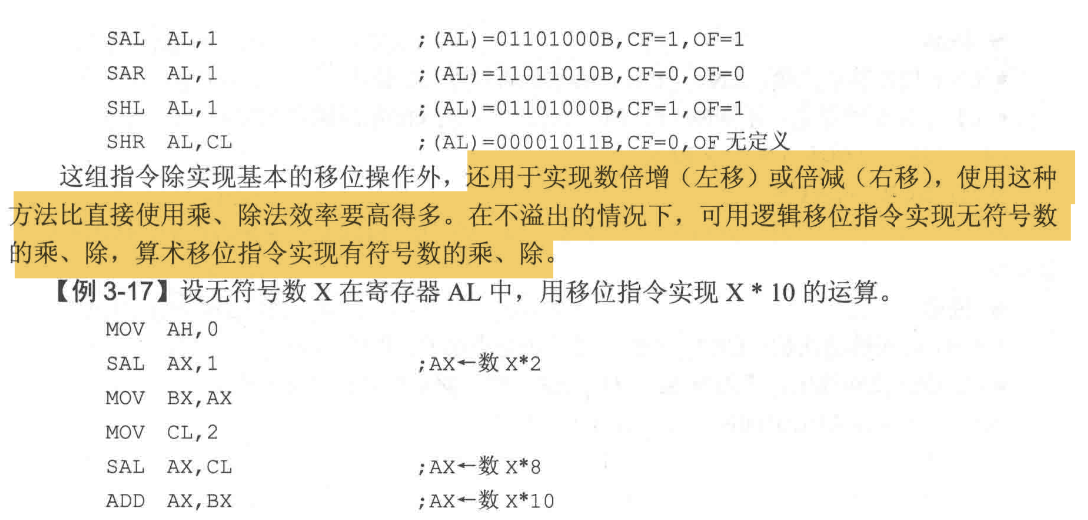 SAL AL,1 ;(AL)=01101000B,CF=1,OF=1
SAR AL,1 ;(AL)=11011010B,CF=0,OF=0
SHL AL,1 ;(AL)=01101000B,CF=1,OF=1
SHR AL,CL ;(AL)=00001011B,CF=0,OF 无定义
这组指令除实现基本的移位操作外，还用于实现数倍增（左移）或倍减（右移），使用这种
方法比直接使用乘、除法效率要高得多。在不溢出的情况下，可用逻辑移位指令实现无符号数
的乘、除，算术移位指令实现有符号数的乘、除。
【例 3-17】设无符号数 X 在寄存器 AL 中，用移位指令实现 X * 10 的运算。
MOV AH,0
SAL AX,1 ;AX←数 X*2
MOV BX,AX
MOV CL,2
SAL AX,CL ;AX←数 X*8
ADD AX,BX ;AX←数 X*10